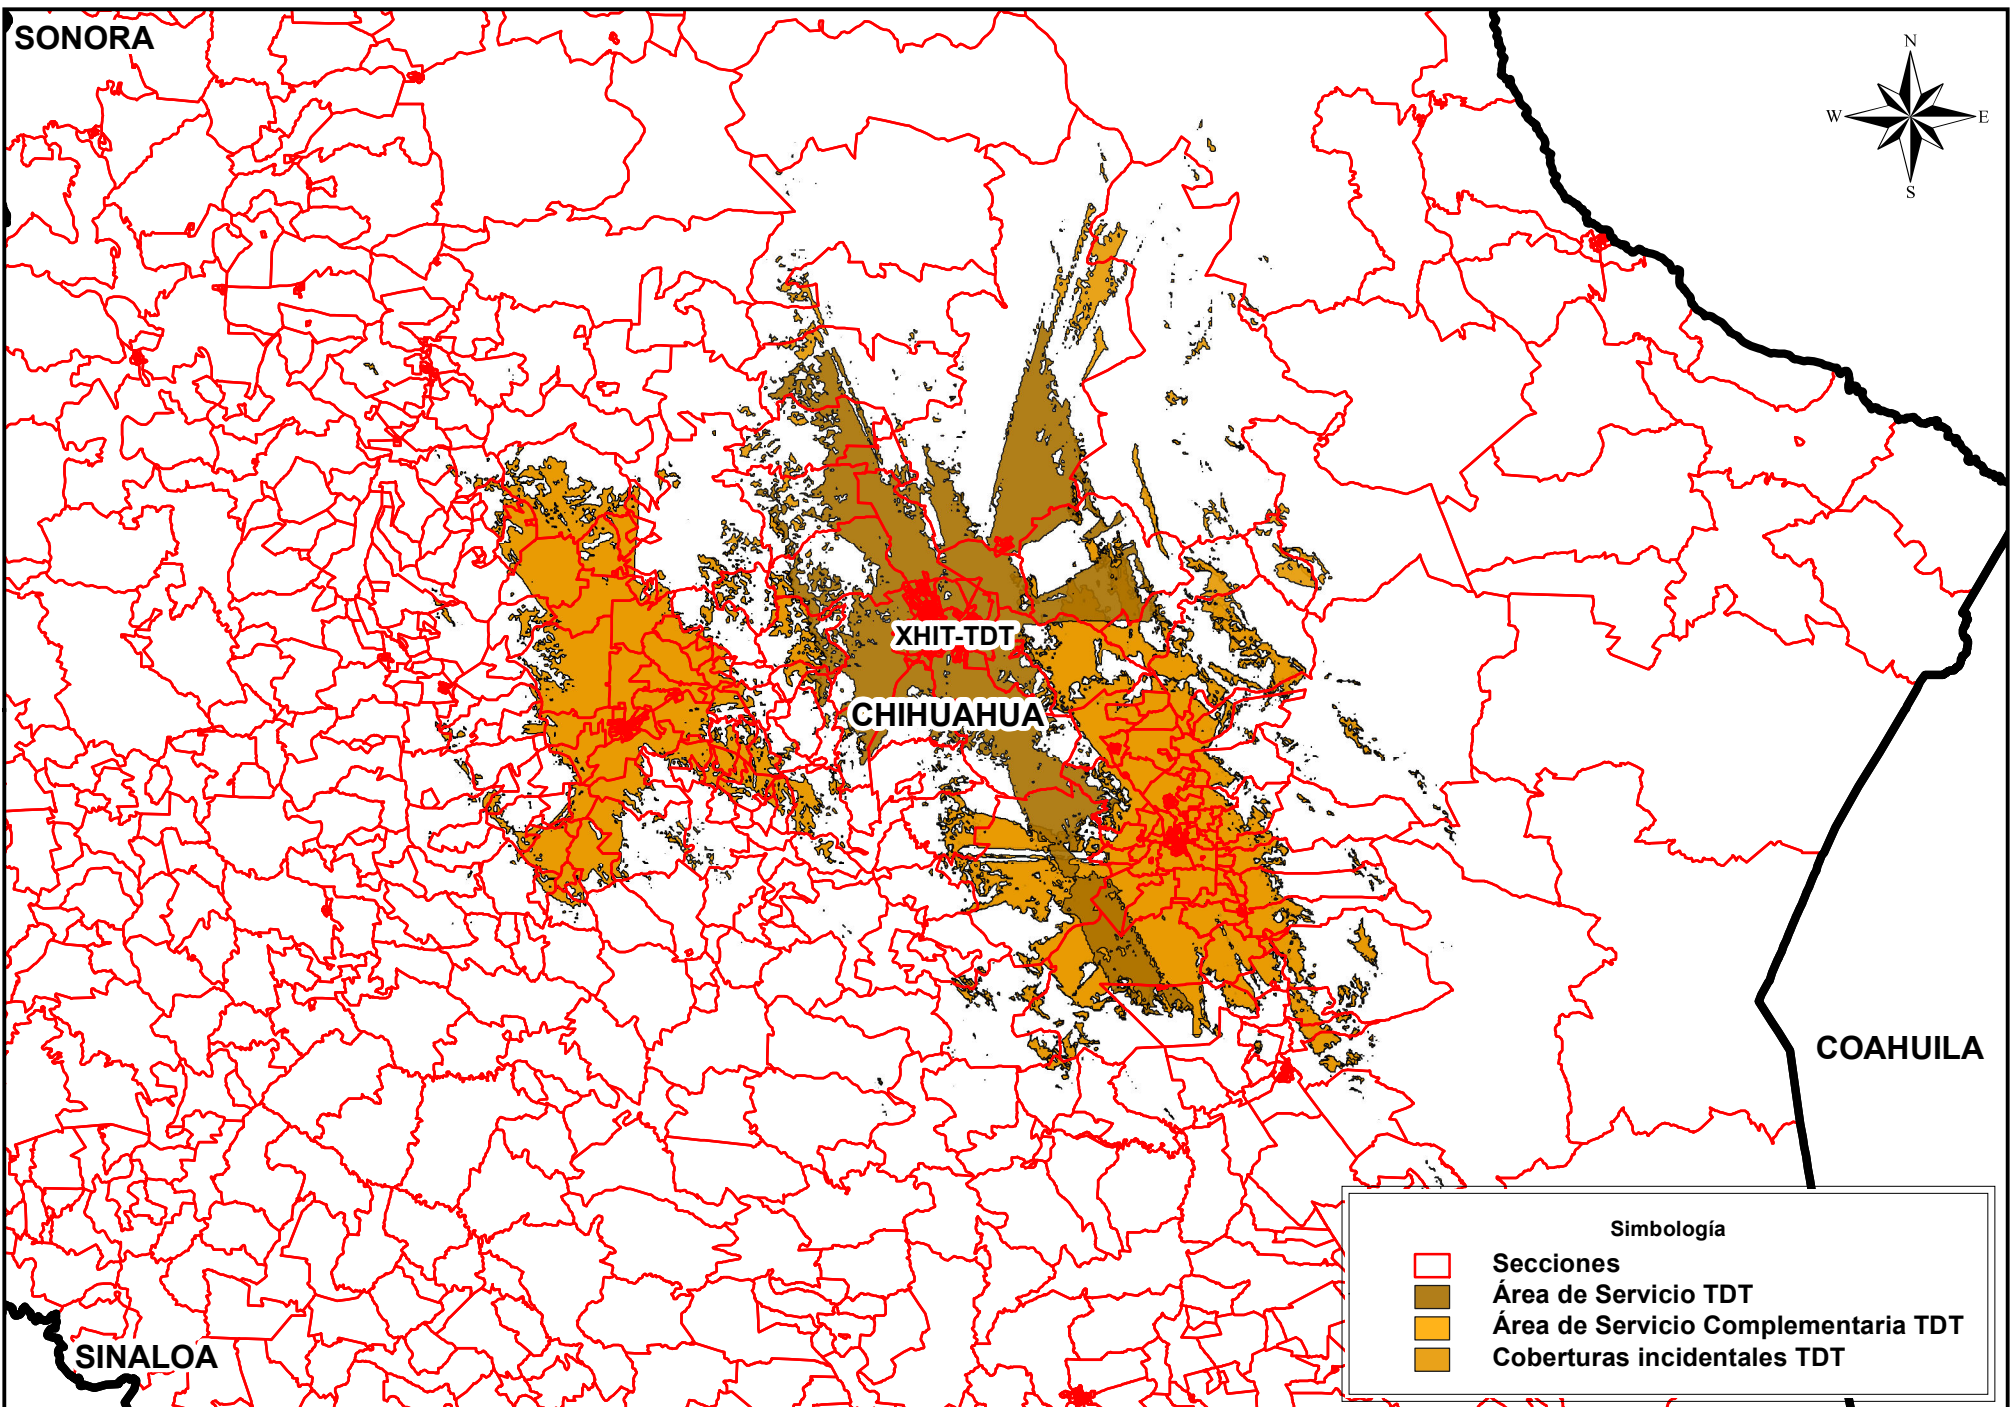 SONORA
N
W
E
S
XHIT-TDT
CHIHUAHUA
COAHUILA
SINALOA
Simbología
Secciones
Área de Servicio TDT
Área de Servicio Complementaria TDT
Coberturas incidentales TDT